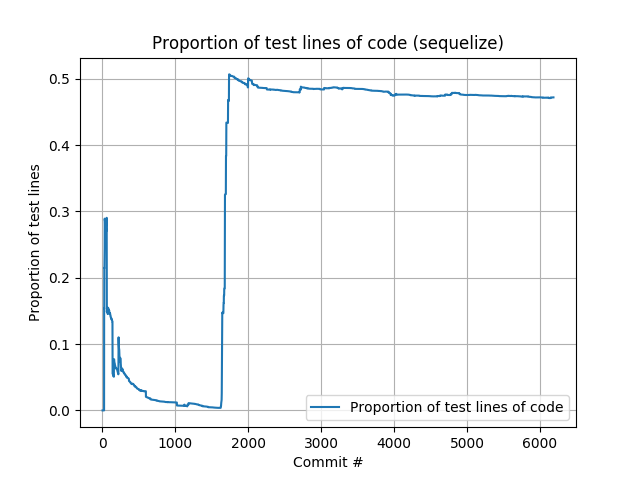 Proportion of test lines of code (sequelize)
Proportion of test lines
0.5
0.4
0.3
0.2
0.1
0.0
Proportion of test lines of code
0 1000 2000 3000 4000 5000 6000
Commit #